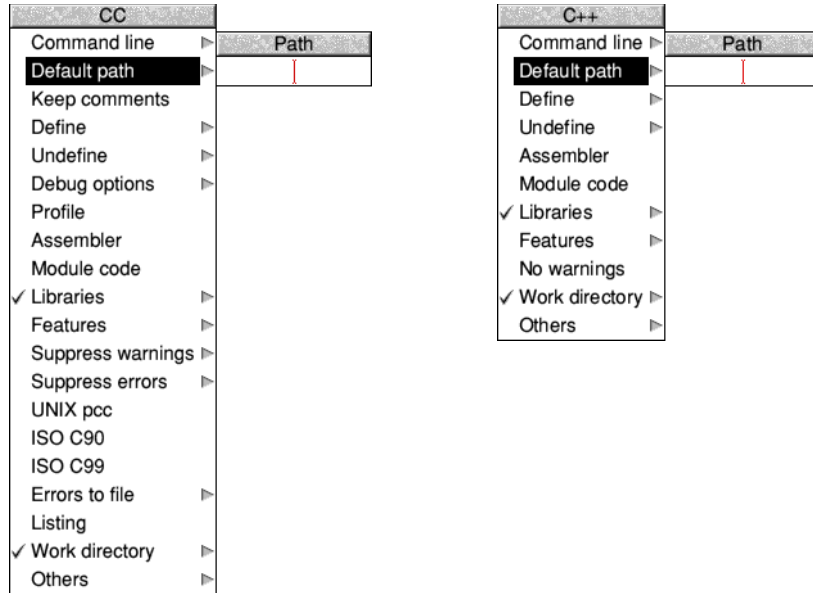 CC
Command line
Path
Default path
Keep comments
Define
Undefine
Debug options
Profile
Assembler
Module code
Libraries
Features
Suppress warnings
Suppress errors
UNIX pcc
ISO C90
ISO C99
Errors to file
Listing
Work directory
Others
C++
Command line
Path
Default path
Define
Undefine
Assembler
Module code
Libraries
Features
No warnings
Work directory
Others